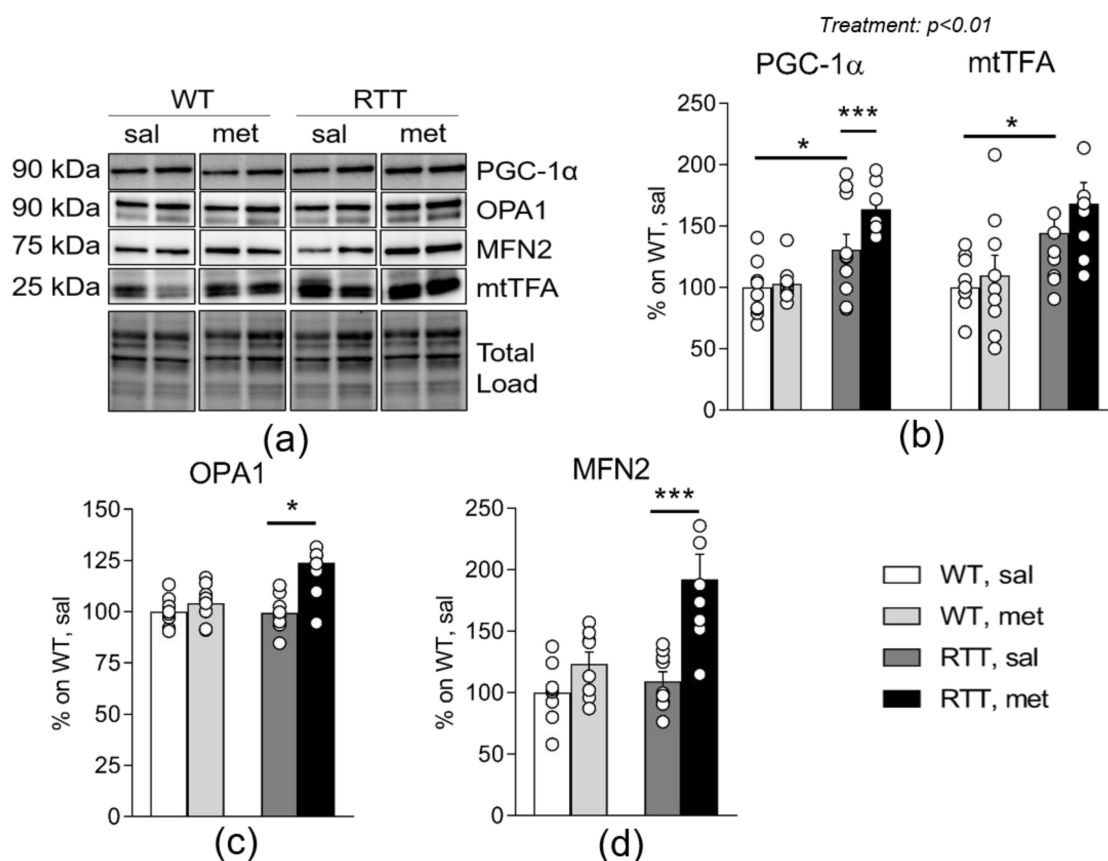 Treatment: p<0.01
WT RTT
sal met sal met
90 kDa PGC-1α
90 kDa OPA1
75 kDa MFN2
25 kDa mtTFA
Total
Load
(a)
PGC-1α mtTFA
% on WT, sal
250
200
150
100
50
0
* *** *
(b)
OPA1
% on WT, sal
150
125
100
75
50
25
0
*
(c)
MFN2
% on WT, sal
250
200
150
100
50
0
***
(d)
WT, sal
WT, met
RTT, sal
RTT, met